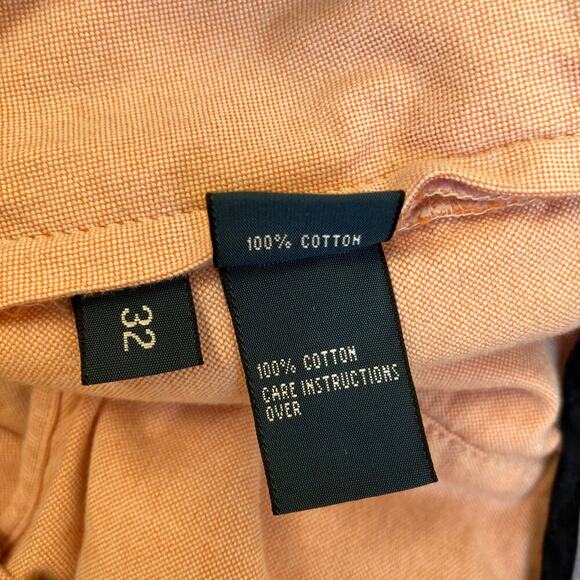 100% COTTON
32
100% COTTON
CARE INSTRUCTIONS
OVER